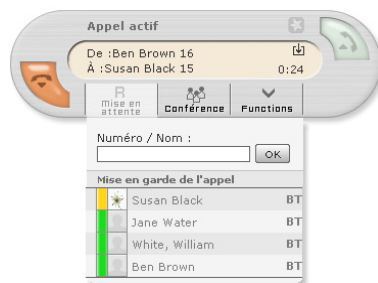 Appel actif
De :Ben Brown 16
À :Susan Black 15 0:24
R
Mise en attente Conférence Functions
Numéro / Nom :
OK
Mise en garde de l'appel
Susan Black BT
Jane Water BT
White, William BT
Ben Brown BT